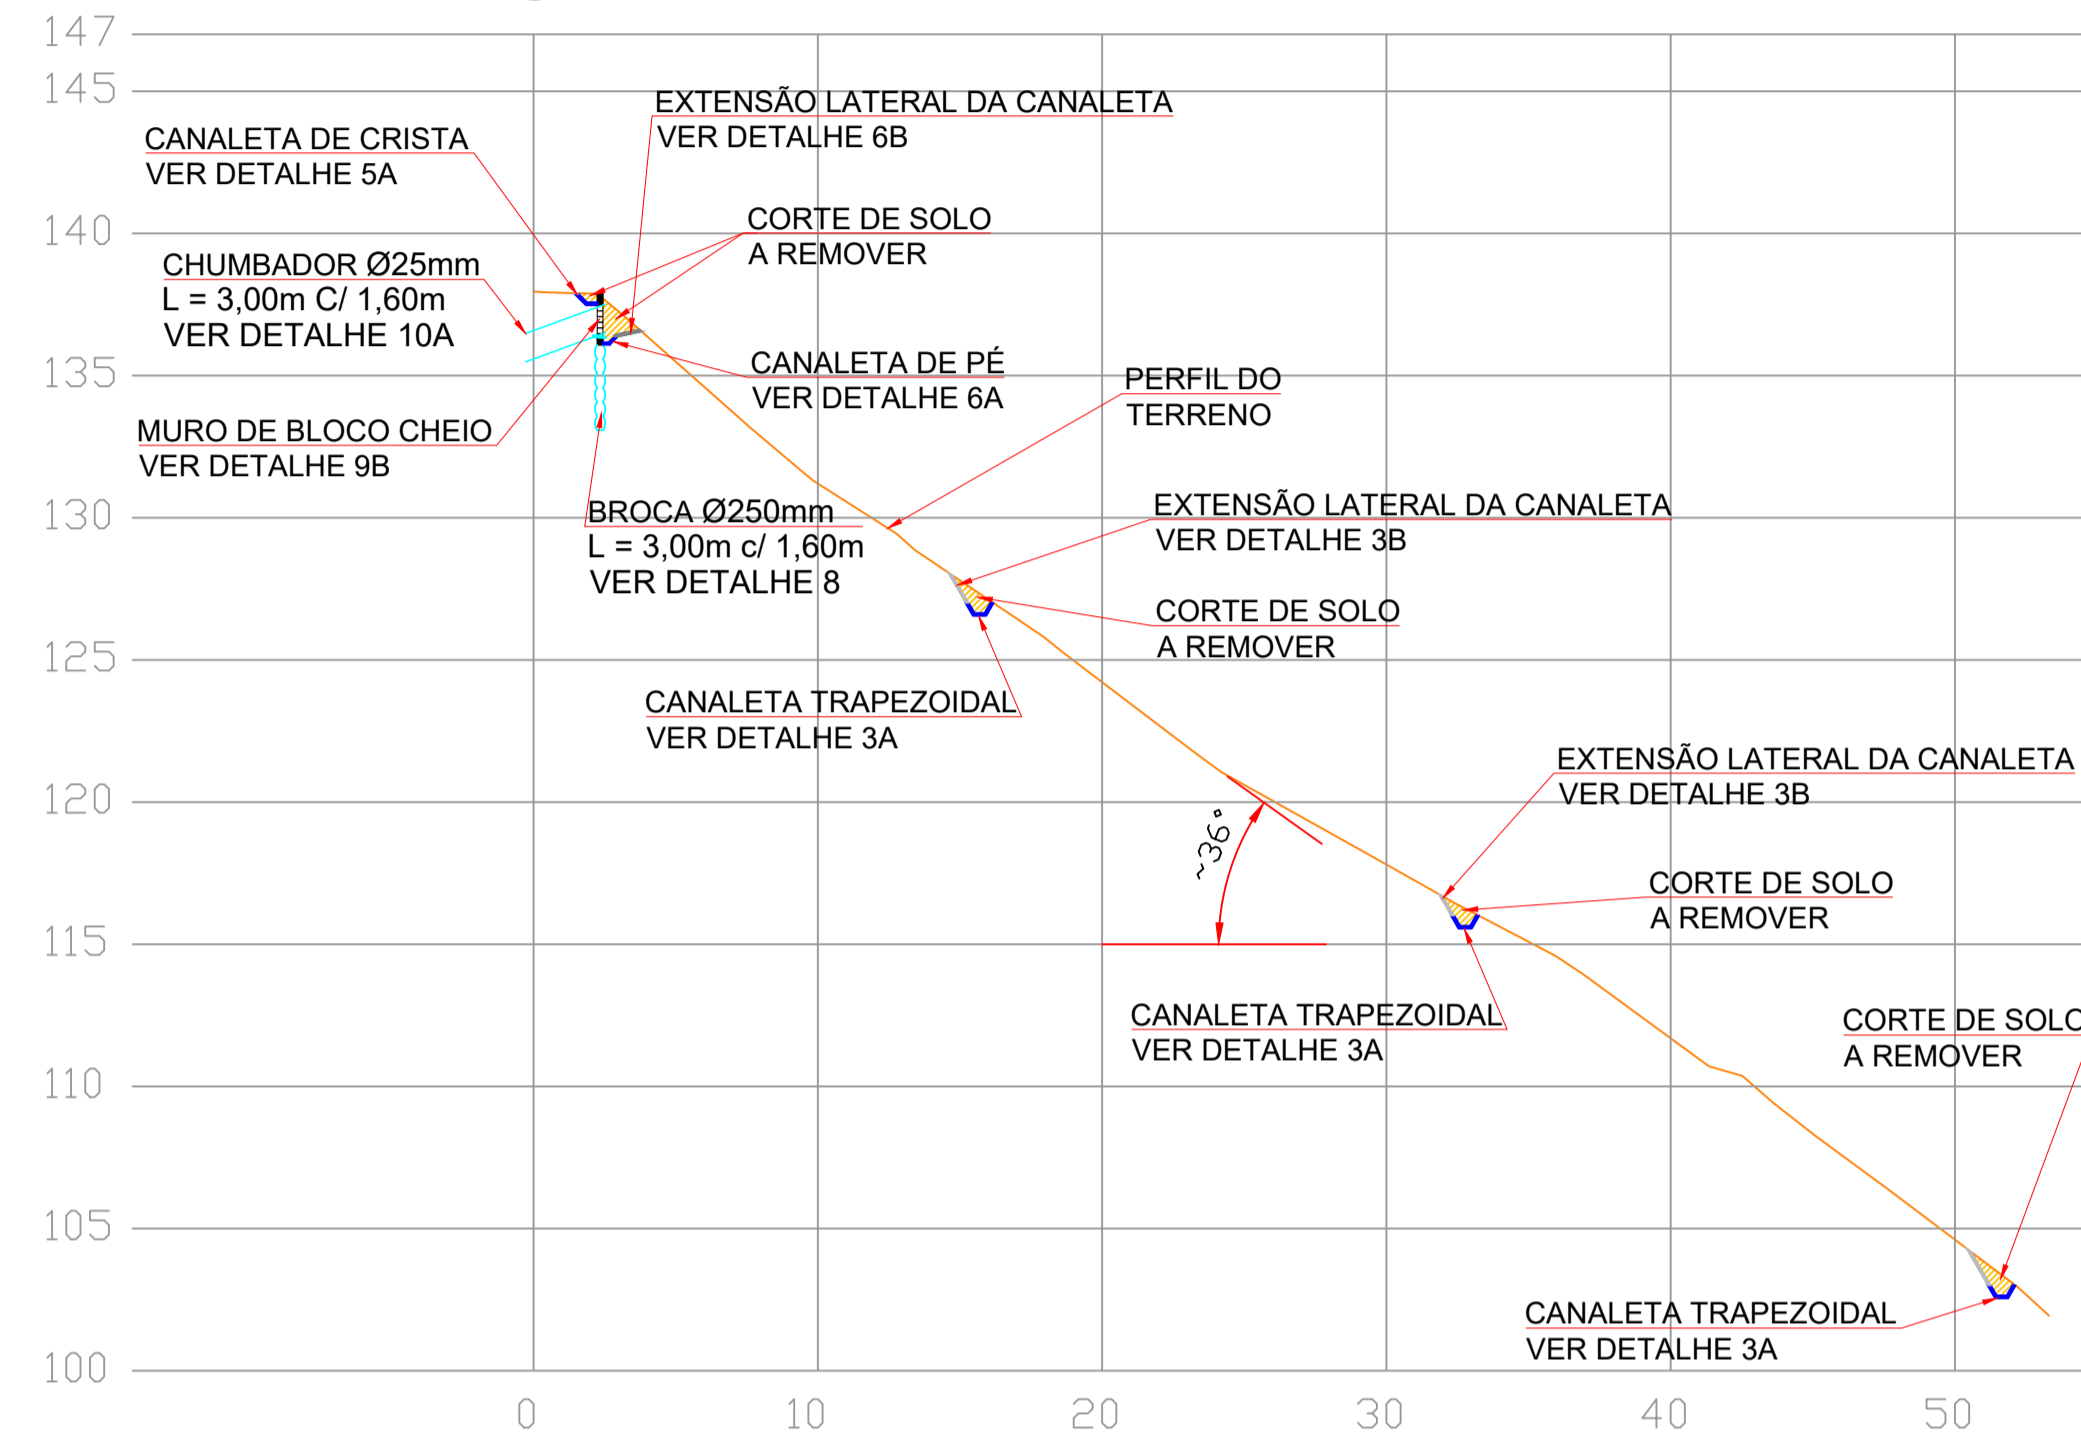 147
145
EXTENSÃO LATERAL DA CANALETA
VER DETALHE 6B
CANALETA DE CRISTA
VER DETALHE 5A
140
CORTE DE SOLO
A REMOVER
CHUMBADOR Ø25mm
L = 3,00m C/ 1,60m
VER DETALHE 10A
135
CANALETA DE PÉ
VER DETALHE 6A
PERFIL DO
TERRENO
MURO DE BLOCO CHEIO
VER DETALHE 9B
130
BROCA Ø250mm
L = 3,00m c/ 1,60m
VER DETALHE 8
EXTENSÃO LATERAL DA CANALETA
VER DETALHE 3B
CORTE DE SOLO
A REMOVER
125
CANALETA TRAPEZOIDAL
VER DETALHE 3A
EXTENSÃO LATERAL DA CANALETA
VER DETALHE 3B
120
~36°
CORTE DE SOLO
A REMOVER
115
CANALETA TRAPEZOIDAL
VER DETALHE 3A
CORTE DE SOLO
A REMOVER
110
105
CANALETA TRAPEZOIDAL
VER DETALHE 3A
100
0 10 20 30 40 50